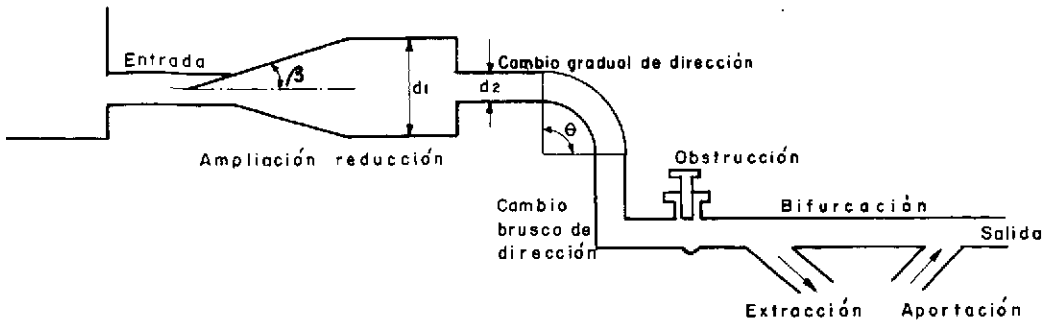 Entrada
β
d1
d2
Cambio gradual de dirección
θ
Ampliación reducción
Obstrucción
Cambio
brusco de
dirección
Bifurcación
Salida
Extracción
Aportación